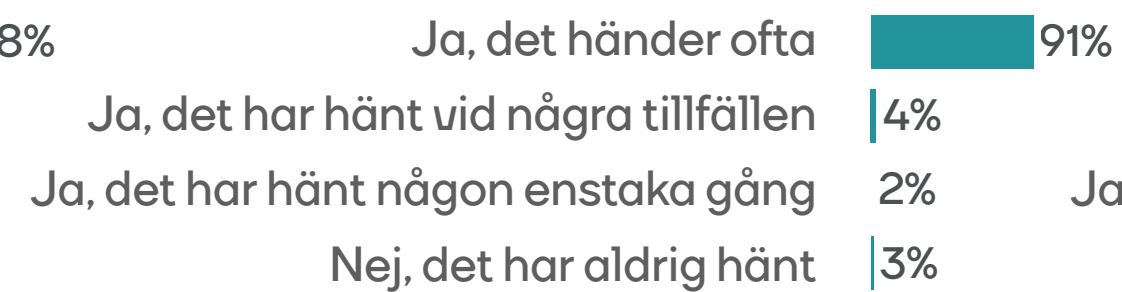 8% Ja, det händer ofta 91%
Ja, det har hänt vid några tillfällen 4%
Ja, det har hänt någon enstaka gång 2% Ja
Nej, det har aldrig hänt 3%